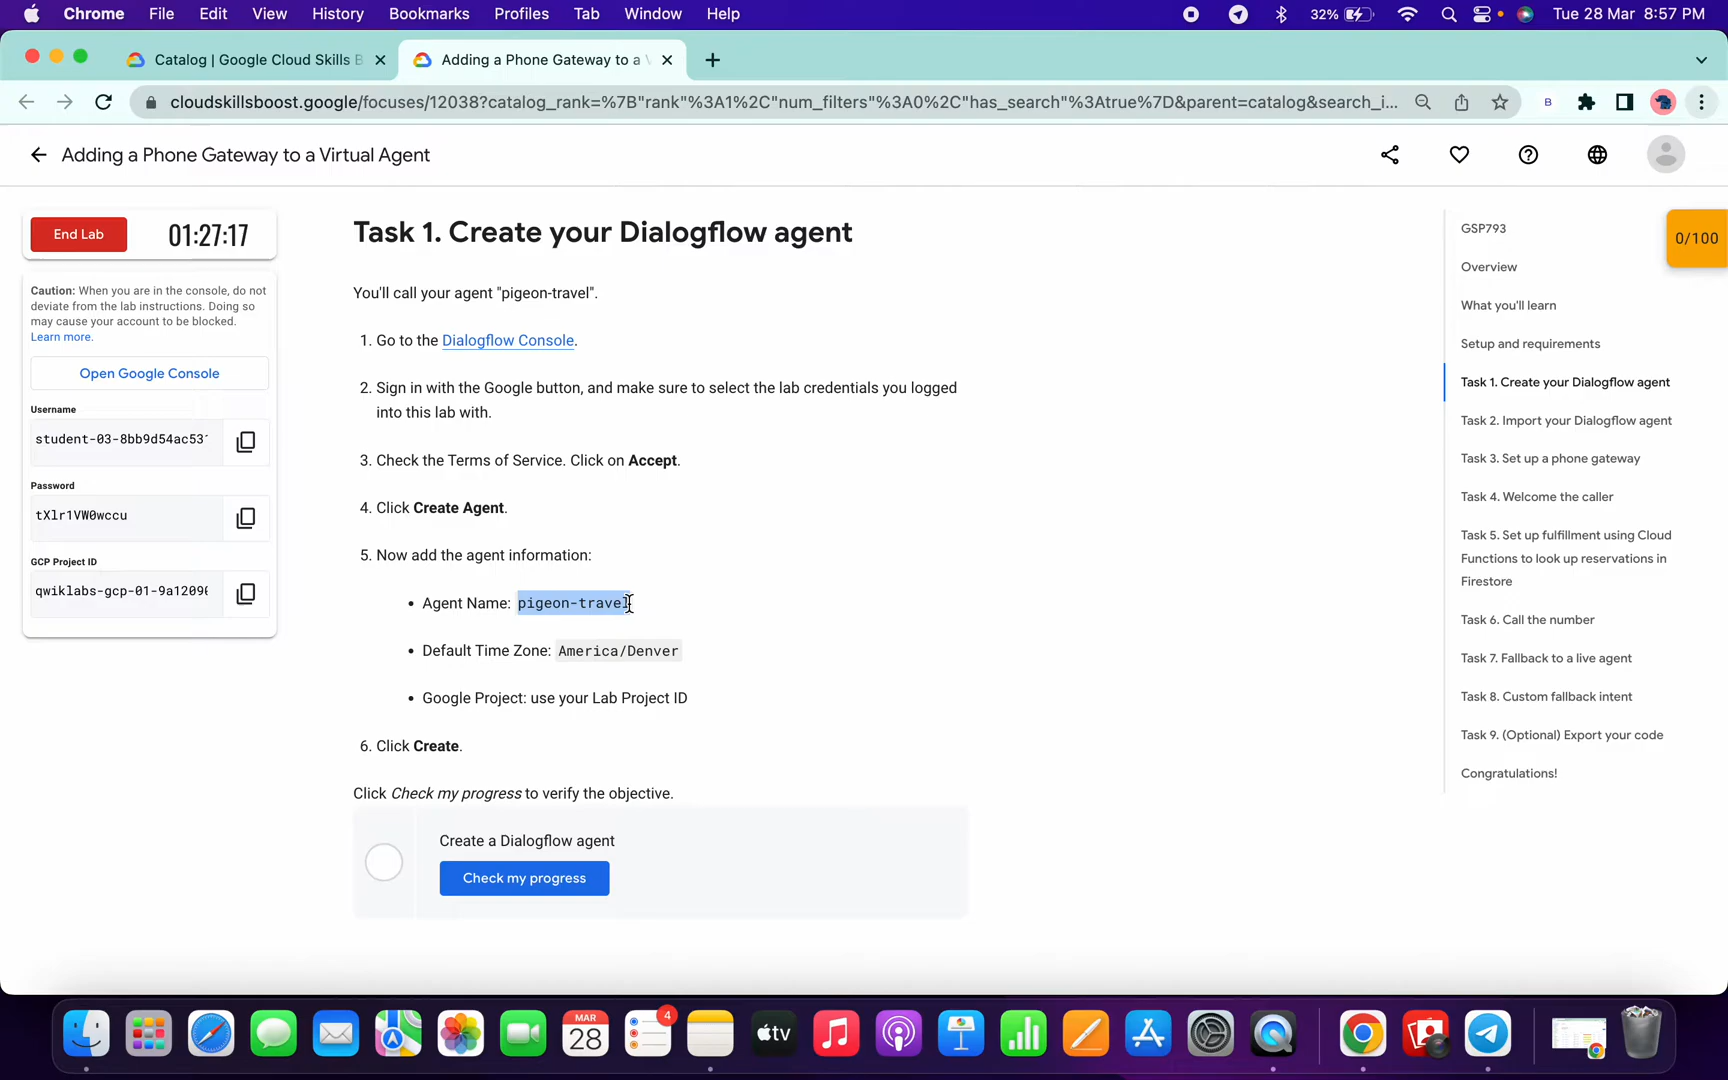 Chrome File Edit View History Bookmarks Profiles Tab Window Help 32% Tue 28 Mar 8:57 PM
Catalog | Google Cloud Skills B
Adding a Phone Gateway to a V
cloudskillsboost.google/focuses/12038?catalog_rank=%7B"rank"%3A1%2C"num_filters"%3A0%2C"has_search"%3Atrue%7D&parent=catalog&search_i...
B
Adding a Phone Gateway to a Virtual Agent
End Lab
01:27:17
Caution: When you are in the console, do not
deviate from the lab instructions. Doing so
may cause your account to be blocked.
Learn more.
Open Google Console
Username
student-03-8bb9d54ac53
Password
tXlr1VW0wccu
GCP Project ID
qwiklabs-gcp-01-9a1209
Task 1. Create your Dialogflow agent
You'll call your agent "pigeon-travel".
1. Go to the Dialogflow Console.
2. Sign in with the Google button, and make sure to select the lab credentials you logged
into this lab with.
3. Check the Terms of Service. Click on Accept.
4. Click Create Agent.
5. Now add the agent information:
• Agent Name: pigeon-travel
• Default Time Zone: America/Denver
• Google Project: use your Lab Project ID
6. Click Create.
Click Check my progress to verify the objective.
Create a Dialogflow agent
Check my progress
GSP793
Overview
What you'll learn
Setup and requirements
Task 1. Create your Dialogflow agent
Task 2. Import your Dialogflow agent
Task 3. Set up a phone gateway
Task 4. Welcome the caller
Task 5. Set up fulfillment using Cloud
Functions to look up reservations in
Firestore
Task 6. Call the number
Task 7. Fallback to a live agent
Task 8. Custom fallback intent
Task 9. (Optional) Export your code
Congratulations!
0/100
MAR
28
4
tv